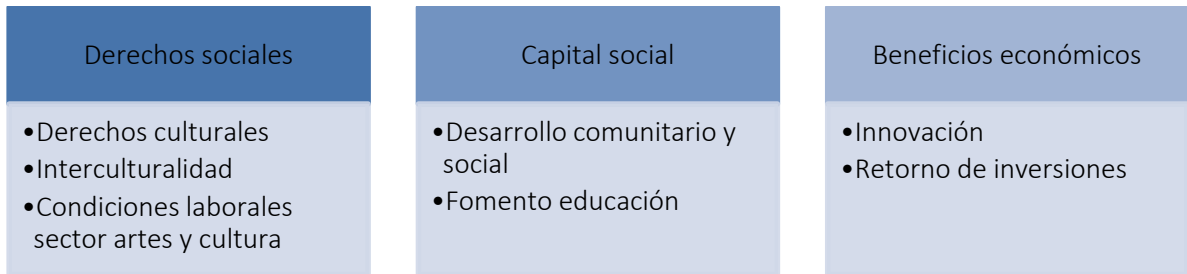 Derechos sociales
•Derechos culturales
•Interculturalidad
•Condiciones laborales
sector artes y cultura
Capital social
•Desarrollo comunitario y
social
•Fomento educación
Beneficios económicos
•Innovación
•Retorno de inversiones